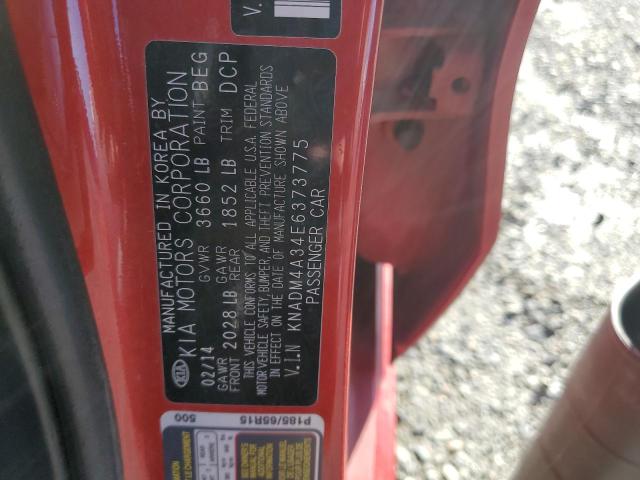 MANUFACTURED IN KOREA BY
KIA KIA MOTORS CORPORATION
02/14 GVWR 3660 LB PAINT BEG
GAWR FRONT 2028 LB GAWR REAR 1852 LB TRIM DCP
THIS VEHICLE CONFORMS TO ALL APPLICABLE U.S.A. FEDERAL
MOTOR VEHICLE SAFETY, BUMPER, AND THEFT PREVENTION STANDARDS
IN EFFECT ON THE DATE OF MANUFACTURE SHOWN ABOVE
V.I.N KNADM4A34E6373775
PASSENGER CAR
V.
P185/65R15
500